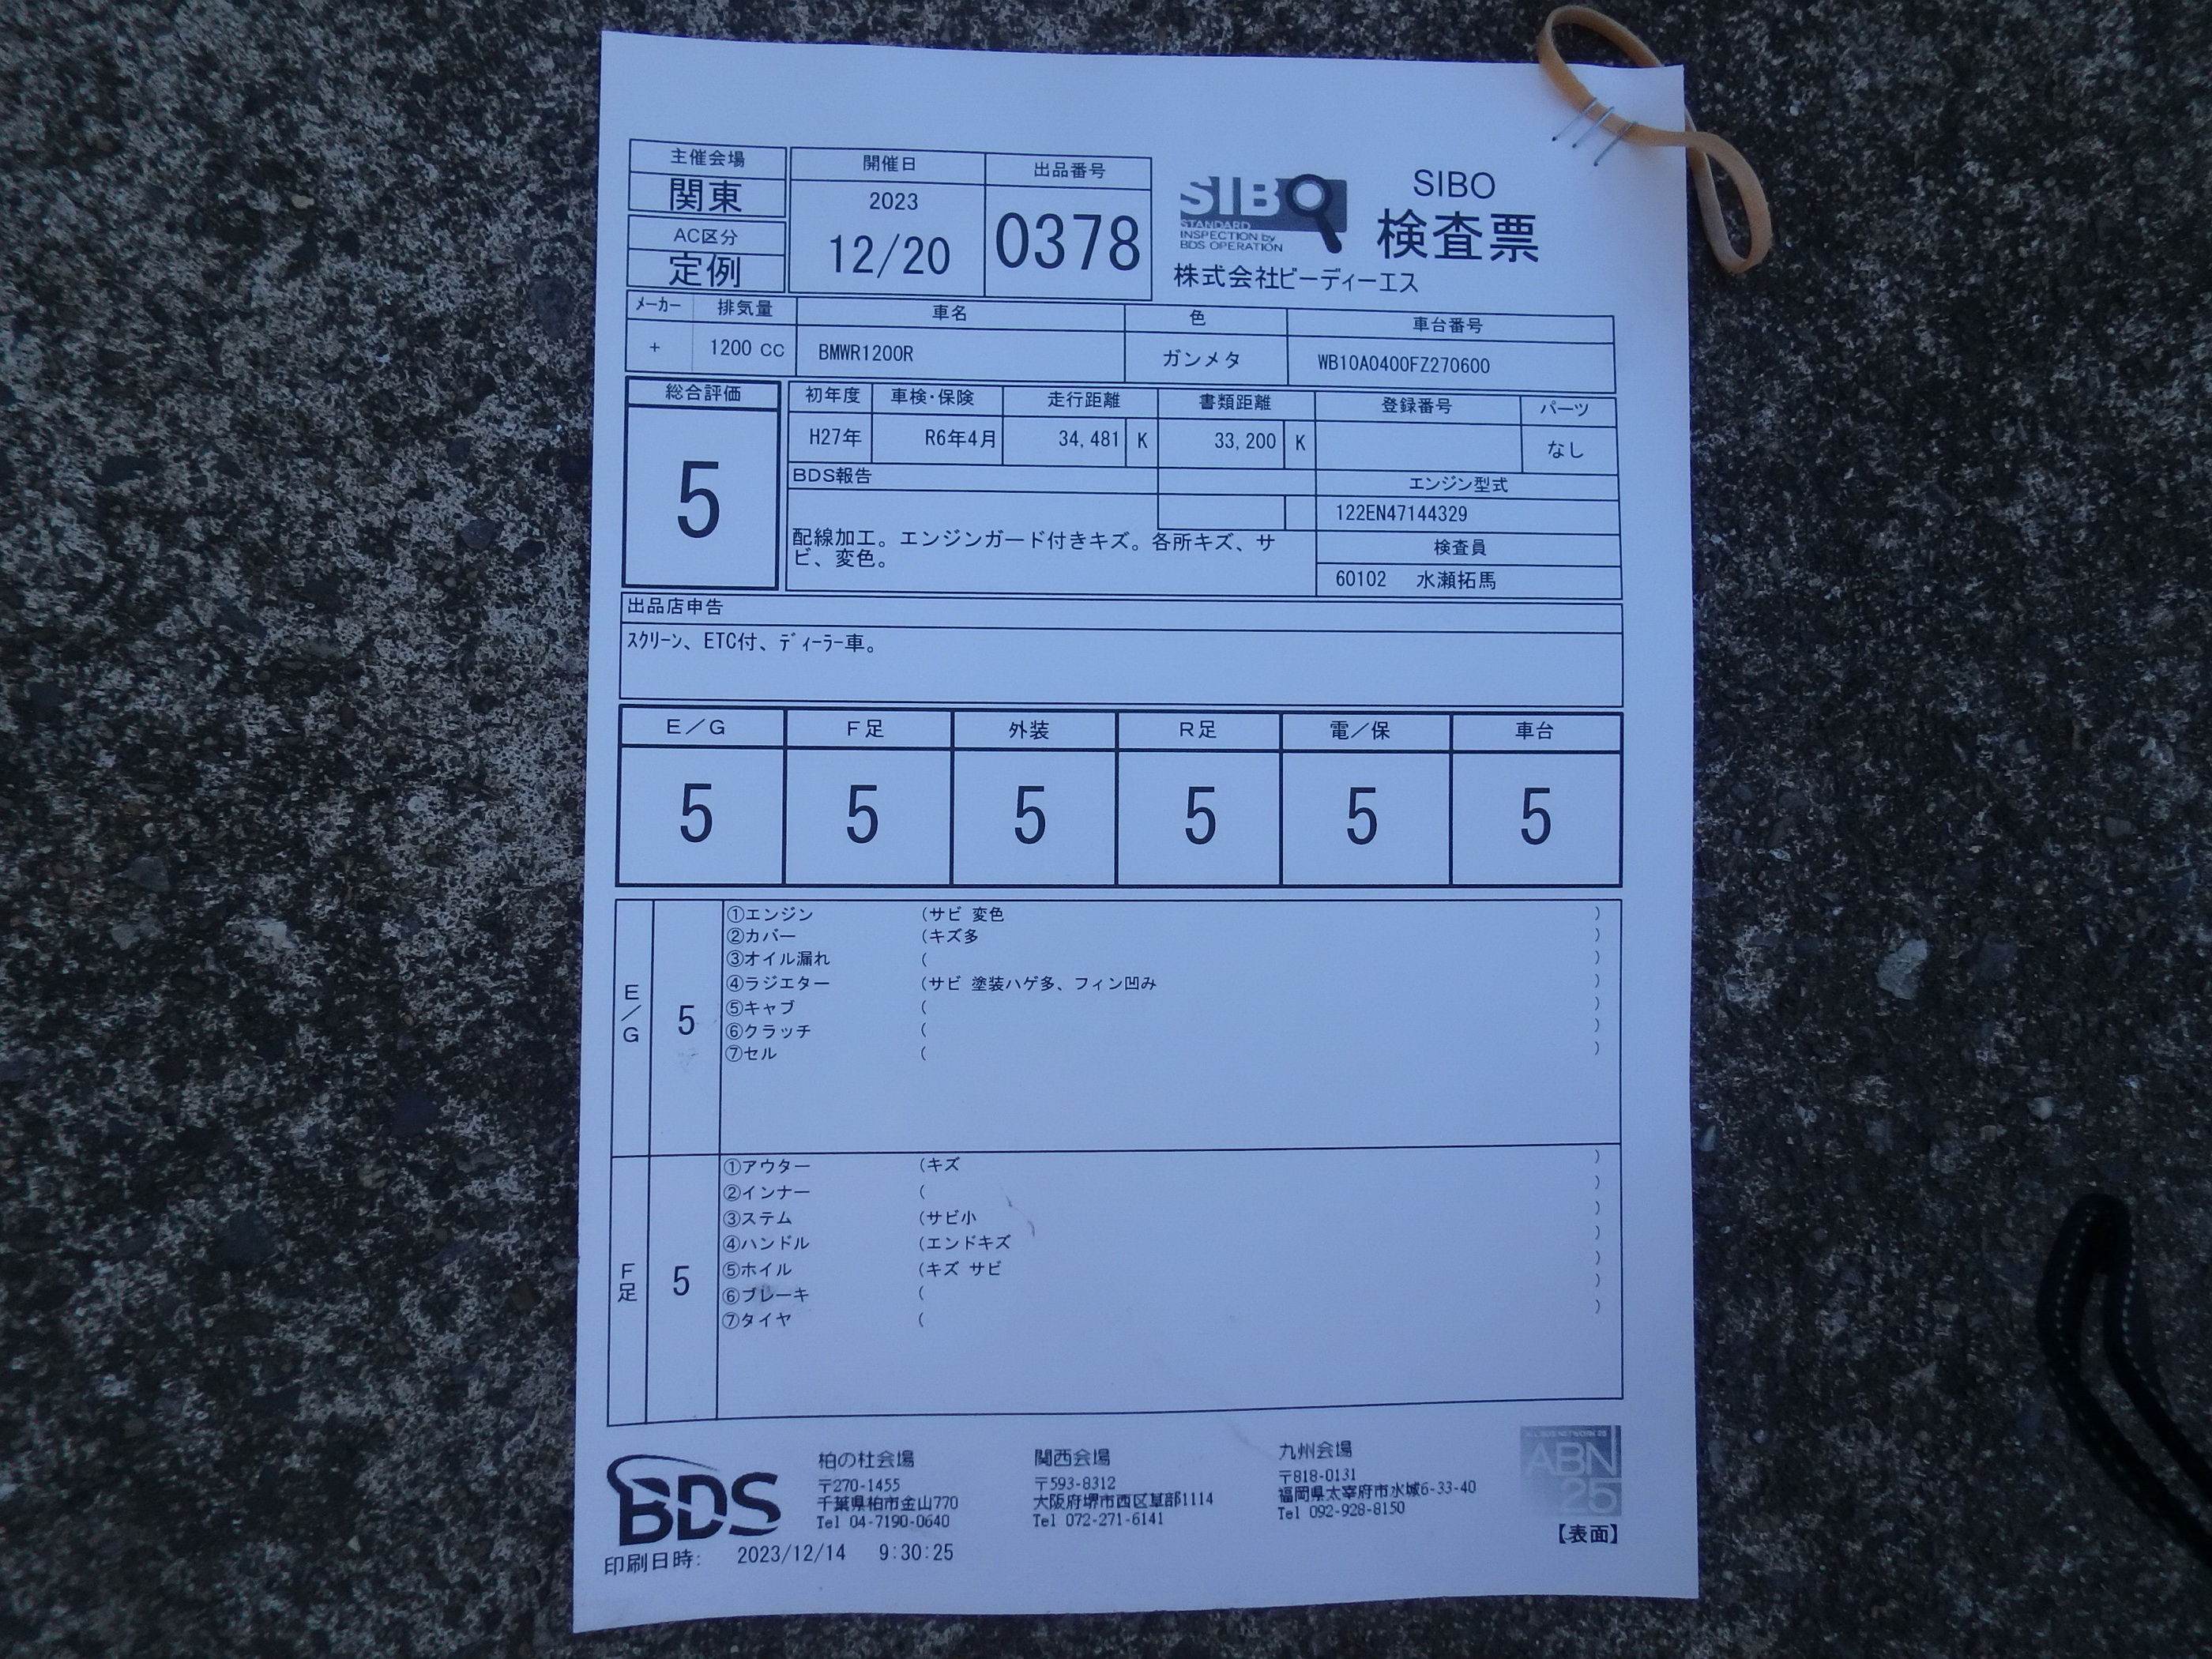 主催会場
関東
AC区分
定例
開催日
2023
12/20
出品番号
0378
SIBO
STANDARD
INSPECTION by
BDS OPERATION
SIBO
検査票
株式会社ビーディーエス
ﾒｰｶｰ 排気量 車名 色 車台番号
+ 1200 CC BMWR1200R ガンメタ WB10A0400FZ270600
総合評価
5
初年度 車検・保険 走行距離 書類距離 登録番号 パーツ
H27年 R6年4月 34,481 K 33,200 K なし
BDS報告
配線加工。エンジンガード付きキズ。各所キズ、サ
ビ、変色。
エンジン型式
122EN47144329
検査員
60102 水瀬拓馬
出品店申告
ｽｸﾘｰﾝ、ETC付、ﾃﾞｨｰﾗｰ車。
E/G F足 外装 R足 電/保 車台
5 5 5 5 5 5
E/G
5
①エンジン (サビ 変色 )
②カバー (キズ多 )
③オイル漏れ ( )
④ラジエター (サビ 塗装ハゲ多、フィン凹み )
⑤キャブ ( )
⑥クラッチ ( )
⑦セル ( )
F足
5
①アウター (キズ )
②インナー ( )
③ステム (サビ小 )
④ハンドル (エンドキズ )
⑤ホイル (キズ サビ )
⑥ブレーキ ( )
⑦タイヤ ( )
BDS
柏の杜会場
〒270-1455
千葉県柏市金山770
Tel 04-7190-0640
関西会場
〒593-8312
大阪府堺市西区草部1114
Tel 072-271-6141
九州会場
〒818-0131
福岡県太宰府市水城6-33-40
Tel 092-928-8150
ABN
25
【表面】
印刷日時: 2023/12/14 9:30:25